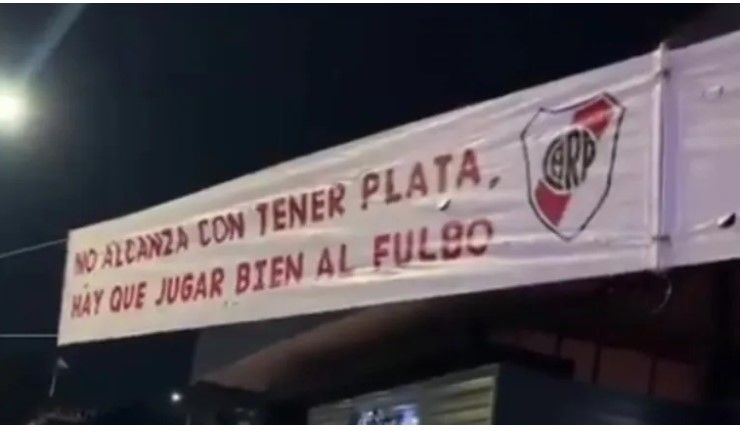 NO ALCANZA CON TENER PLATA,
HAY QUE JUGAR BIEN AL FULBO
CARP